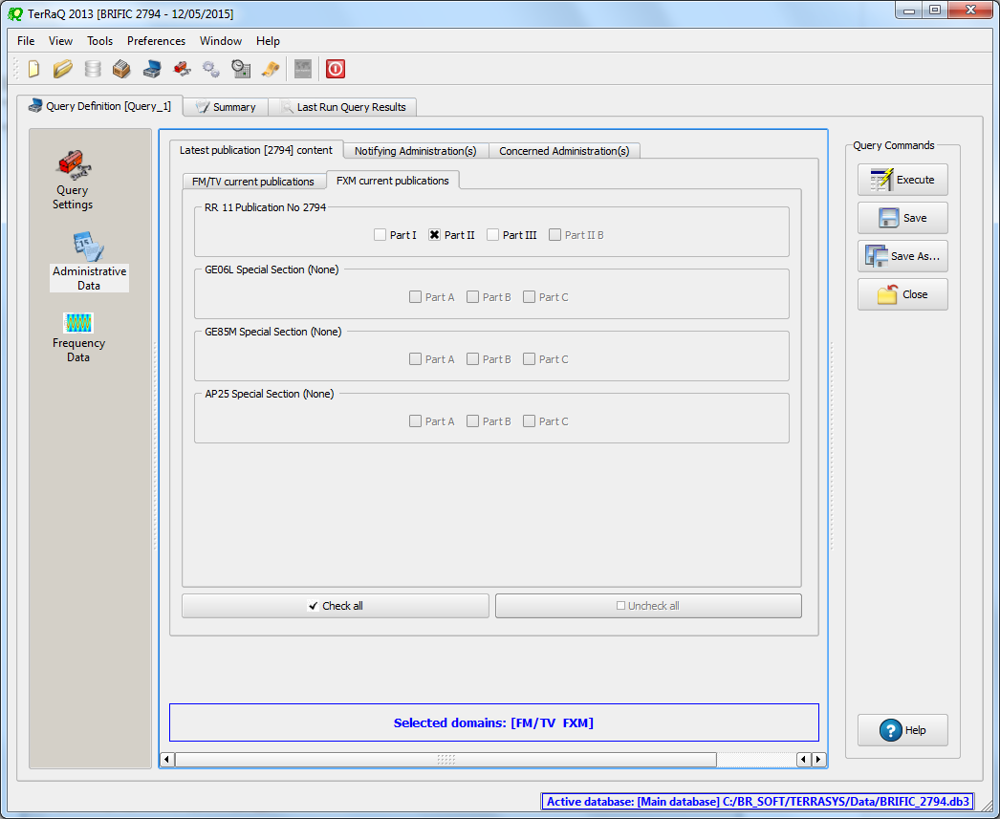 TerRaQ 2013 [BRIFIC 2794 - 12/05/2015]
File View Tools Preferences Window Help
Query Definition [Query_1] Summary Last Run Query Results
Query
Settings
Administrative
Data
Frequency
Data
Latest publication [2794] content Notifying Administration(s) Concerned Administration(s)
FM/TV current publications FXM current publications
RR 11 Publication No 2794
Part I Part II Part III Part II B
GE06L Special Section (None)
Part A Part B Part C
GE85M Special Section (None)
Part A Part B Part C
AP25 Special Section (None)
Part A Part B Part C
Check all Uncheck all
Selected domains: [FM/TV FXM]
Query Commands
Execute
Save
Save As...
Close
Help
Active database: [Main database] C:/BR_SOFT/TERRASYS/Data/BRIFIC_2794.db3